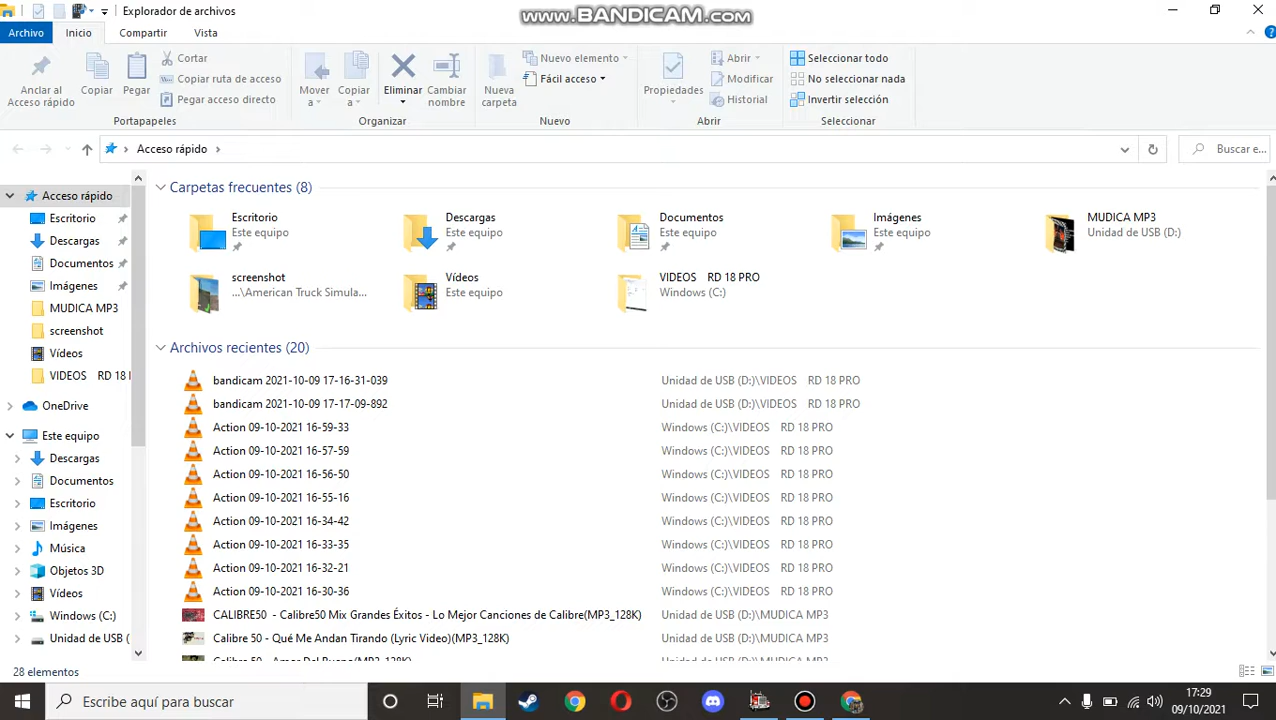 Explorador de archivos
www.BANDICAM.com
Archivo Inicio Compartir Vista
Anclar al Acceso rápido
Copiar
Pegar
Cortar
Copiar ruta de acceso
Pegar acceso directo
Portapapeles
Mover a
Copiar a
Eliminar
Cambiar nombre
Organizar
Nueva carpeta
Nuevo elemento
Fácil acceso
Nuevo
Propiedades
Abrir
Modificar
Historial
Abrir
Seleccionar todo
No seleccionar nada
Invertir selección
Seleccionar
Acceso rápido
Buscar e...
Acceso rápido
Escritorio
Descargas
Documentos
Imágenes
MUDICA MP3
screenshot
Vídeos
VIDEOS RD 18
OneDrive
Este equipo
Descargas
Documentos
Escritorio
Imágenes
Música
Objetos 3D
Vídeos
Windows (C:)
Unidad de USB (
Carpetas frecuentes (8)
Escritorio
Este equipo
Descargas
Este equipo
Documentos
Este equipo
Imágenes
Este equipo
MUDICA MP3
Unidad de USB (D:)
screenshot
...\American Truck Simula...
Vídeos
Este equipo
VIDEOS RD 18 PRO
Windows (C:)
Archivos recientes (20)
bandicam 2021-10-09 17-16-31-039 Unidad de USB (D:)\VIDEOS RD 18 PRO
bandicam 2021-10-09 17-17-09-892 Unidad de USB (D:)\VIDEOS RD 18 PRO
Action 09-10-2021 16-59-33 Windows (C:)\VIDEOS RD 18 PRO
Action 09-10-2021 16-57-59 Windows (C:)\VIDEOS RD 18 PRO
Action 09-10-2021 16-56-50 Windows (C:)\VIDEOS RD 18 PRO
Action 09-10-2021 16-55-16 Windows (C:)\VIDEOS RD 18 PRO
Action 09-10-2021 16-34-42 Windows (C:)\VIDEOS RD 18 PRO
Action 09-10-2021 16-33-35 Windows (C:)\VIDEOS RD 18 PRO
Action 09-10-2021 16-32-21 Windows (C:)\VIDEOS RD 18 PRO
Action 09-10-2021 16-30-36 Windows (C:)\VIDEOS RD 18 PRO
CALIBRE50 - Calibre50 Mix Grandes Éxitos - Lo Mejor Canciones de Calibre(MP3_128K) Unidad de USB (D:)\MUDICA MP3
Calibre 50 - Qué Me Andan Tirando (Lyric Video)(MP3_128K) Unidad de USB (D:)\MUDICA MP3
28 elementos
Escribe aquí para buscar
17:29
09/10/2021